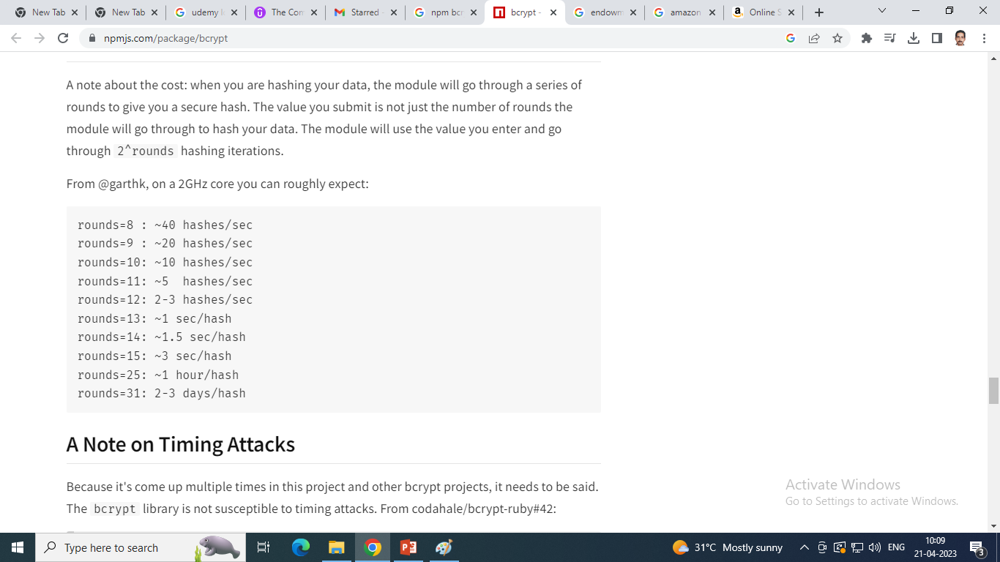 New Tab
New Tab
udemy l
The Com
Starred -
npm bcr
bcrypt -
endowm
amazon
Online S
npmjs.com/package/bcrypt
A note about the cost: when you are hashing your data, the module will go through a series of
rounds to give you a secure hash. The value you submit is not just the number of rounds the
module will go through to hash your data. The module will use the value you enter and go
through 2^rounds hashing iterations.
From @garthk, on a 2GHz core you can roughly expect:
rounds=8 : ~40 hashes/sec
rounds=9 : ~20 hashes/sec
rounds=10: ~10 hashes/sec
rounds=11: ~5  hashes/sec
rounds=12: 2-3 hashes/sec
rounds=13: ~1 sec/hash
rounds=14: ~1.5 sec/hash
rounds=15: ~3 sec/hash
rounds=25: ~1 hour/hash
rounds=31: 2-3 days/hash
A Note on Timing Attacks
Because it's come up multiple times in this project and other bcrypt projects, it needs to be said.
The bcrypt library is not susceptible to timing attacks. From codahale/bcrypt-ruby#42:
Activate Windows
Go to Settings to activate Windows.
Type here to search
31°C Mostly sunny
ENG
10:09
21-04-2023
3